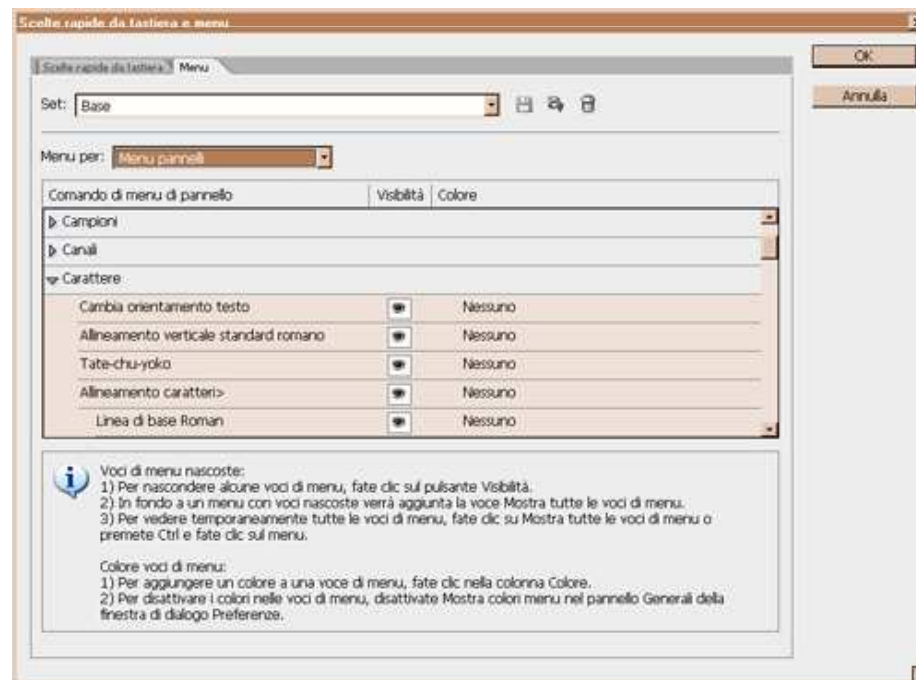 Scelte rapide da tastiera e menu
OK
Scelte rapide da tastiera Menu
Set: Base
Annulla
Menu per: Menu pannelli
Comando di menu di pannello Visibilità Colore
Campioni
Canali
Carattere
Cambia orientamento testo Nessuno
Allineamento verticale standard romano Nessuno
Tate-chu-yoko Nessuno
Allineamento caratteri> Nessuno
Linea di base Roman Nessuno
Voci di menu nascoste:
1) Per nascondere alcune voci di menu, fate clic sul pulsante Visibilità.
2) In fondo a un menu con voci nascoste verrà aggiunta la voce Mostra tutte le voci di menu.
3) Per vedere temporaneamente tutte le voci di menu, fate clic su Mostra tutte le voci di menu o
premete Ctrl e fate clic sul menu.
Colore voci di menu:
1) Per aggiungere un colore a una voce di menu, fate clic nella colonna Colore.
2) Per disattivare i colori nelle voci di menu, disattivate Mostra colori menu nel pannello Generali della
finestra di dialogo Preferenze.